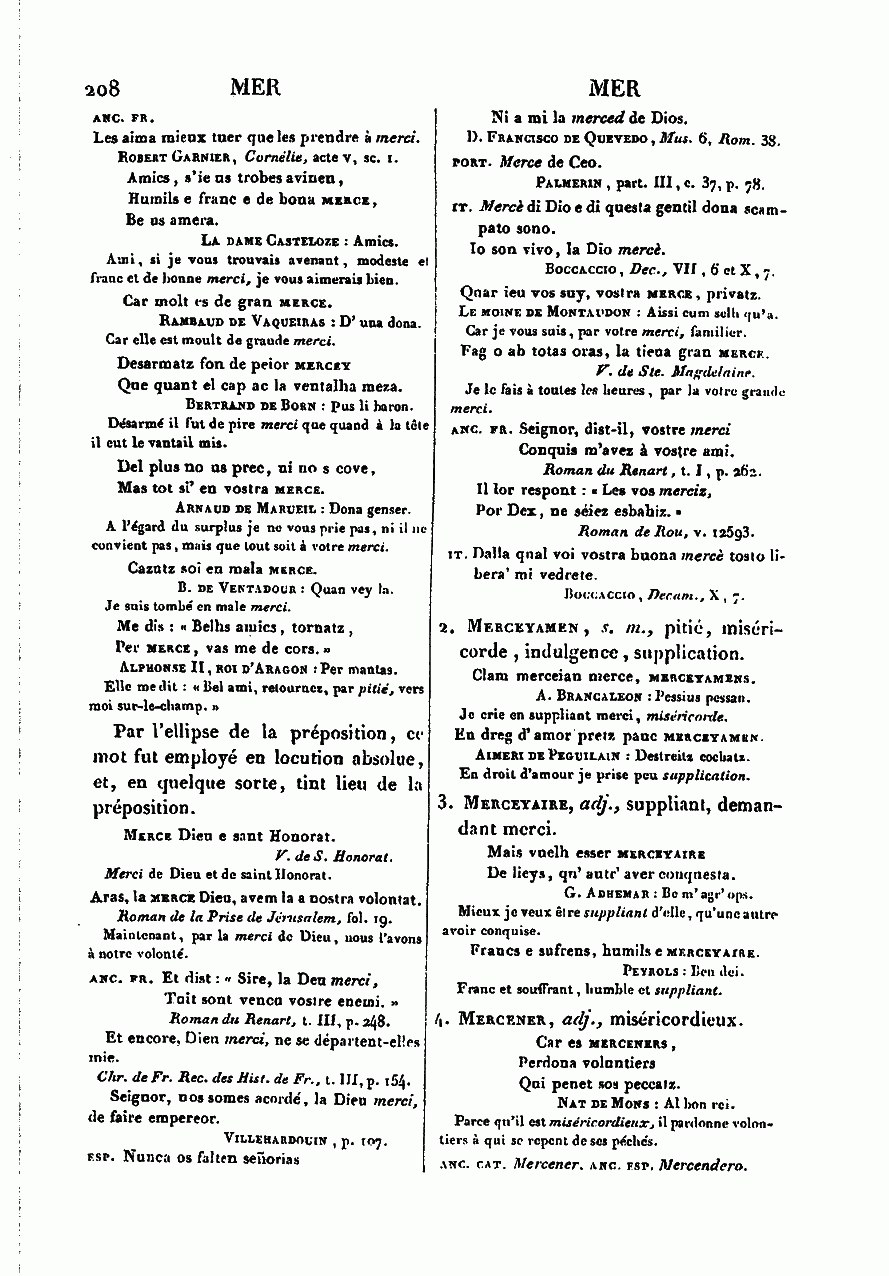 208 MER MER
ANC. FR.
Les aima mieux tuer que les prendre à merci.
ROBERT GARNIER, Cornélie, acte V, sc. 1.
Amics, s'ie us trobes avinen,
Humils e franc e de bona MERCE,
Be us amera.
LA DAME CASTELOZE : Amics.
Ami, si je vous trouvais avenant, modeste et
franc et de bonne merci, je vous aimerais bien.
Car molt es de gran MERCE.
RAMBAUD DE VAQUEIRAS : D' una dona.
Car elle est moult de grande merci.
Desarmatz fon de peior MERCEY
Que quant el cap ac la ventalha meza.
BERTRAND DE BORN : Pus li baron.
Désarmé il fut de pire merci que quand à la tête
il eut le vantail mis.
Del plus no us prec, ni no s cove,
Mas tot si' en vostra MERCE.
ARNAUD DE MARUEIL : Dona genser.
A l'égard du surplus je ne vous prie pas, ni il ne
convient pas, mais que tout soit à votre merci.
Cazutz soi en mala MERCE.
B. DE VENTADOUR : Quan vey la.
Je suis tombé en male merci.
Me dis : « Belhs amics, tornatz,
Per MERCE, vas me de cors. »
ALPHONSE II, ROI D'ARAGON : Per mantas.
Elle me dit : « Bel ami, retournez, par pitié, vers
moi sur-le-champ. »
Par l'ellipse de la préposition, ce
mot fut employé en locution absolue,
et, en quelque sorte, tint lieu de la
préposition.
MERCE Dieu e sant Honorat.
V. de S. Honorat.
Merci de Dieu et de saint Honorat.
Aras, la MERCE Dieu, avem la a nostra volontat.
Roman de la Prise de Jérusalem, fol. 19.
Maintenant, par la merci de Dieu, nous l'avons
à notre volonté.
ANC. FR. Et dist : « Sire, la Deu merci,
Tuit sont vencu vostre enemi. »
Roman du Renart, t. III, p. 248.
Et encore, Dieu merci, ne se départent-elles
mie.
Chr. de Fr. Rec. des Hist. de Fr., t. III, p. 154.
Seignor, nos somes acordé, la Dieu merci,
de faire empereor.
VILLEHARDOUIN, p. 107.
ESP. Nunca os falten señorias
Ni a mi la merced de Dios.
D. FRANCISCO DE QUEVEDO, Mus. 6, Rom. 38.
PORT. Merce de Ceo.
PALMERIN, part. III, c. 37, p. 78.
IT. Mercè di Dio e di questa gentil dona scam-
pato sono.
Io son vivo, la Dio mercè.
BOCCACCIO, Dec., VII, 6 et X, 7.
Quar ieu vos suy, vostra MERCE, privatz.
LE MOINE DE MONTAUDON : Aissi cum selh qu'a.
Car je vous suis, par votre merci, familier.
Fag o ab totas oras, la tieua gran MERCE.
V. de Ste. Magdelaine.
Je le fais à toutes les heures, par la votre grande
merci.
ANC. FR. Seignor, dist-il, vostre merci
Conquis m'avez à vostre ami.
Roman du Renart, t. I, p. 262.
Il lor respont : « Les vos merciz,
Por Dex, ne séiez esbahiz. »
Roman de Rou, v. 12593.
IT. Dalla qual voi vostra buona mercè tosto li-
bera' mi vedrete.
BOCCACCIO, Decam., X, 7.
2. MERCEYAMEN, s. m., pitié, miséri-
corde, indulgence, supplication.
Clam merceian merce, MERCEYAMENS.
A. BRANCALEON : Pessius pessan.
Je crie en suppliant merci, miséricorde.
En dreg d'amor pretz pauc MERCEYAMEN.
AIMERI DE PEGUILAIN : Destreitz cochatz.
En droit d'amour je prise peu supplication.
3. MERCEYAIRE, adj., suppliant, deman-
dant merci.
Mais vuelh esser MERCEYAIRE
De lieys, qu' autr' aver conquesta.
G. ADHEMAR : Be m' agr' ops.
Mieux je veux être suppliant d'elle, qu'une autre
avoir conquise.
Francs e sufrens, humils e MERCEYAIRE.
PEYROLS : Ben dei.
Franc et souffrant, humble et suppliant.
4. MERCENER, adj., miséricordieux.
Car es MERCENERS,
Perdona voluntiers
Qui penet sos peccatz.
NAT DE MONS : Al bon rei.
Parce qu'il est miséricordieux, il pardonne volon-
tiers à qui se repent de ses péchés.
ANC. CAT. Mercener. ANC. ESP. Mercendero.